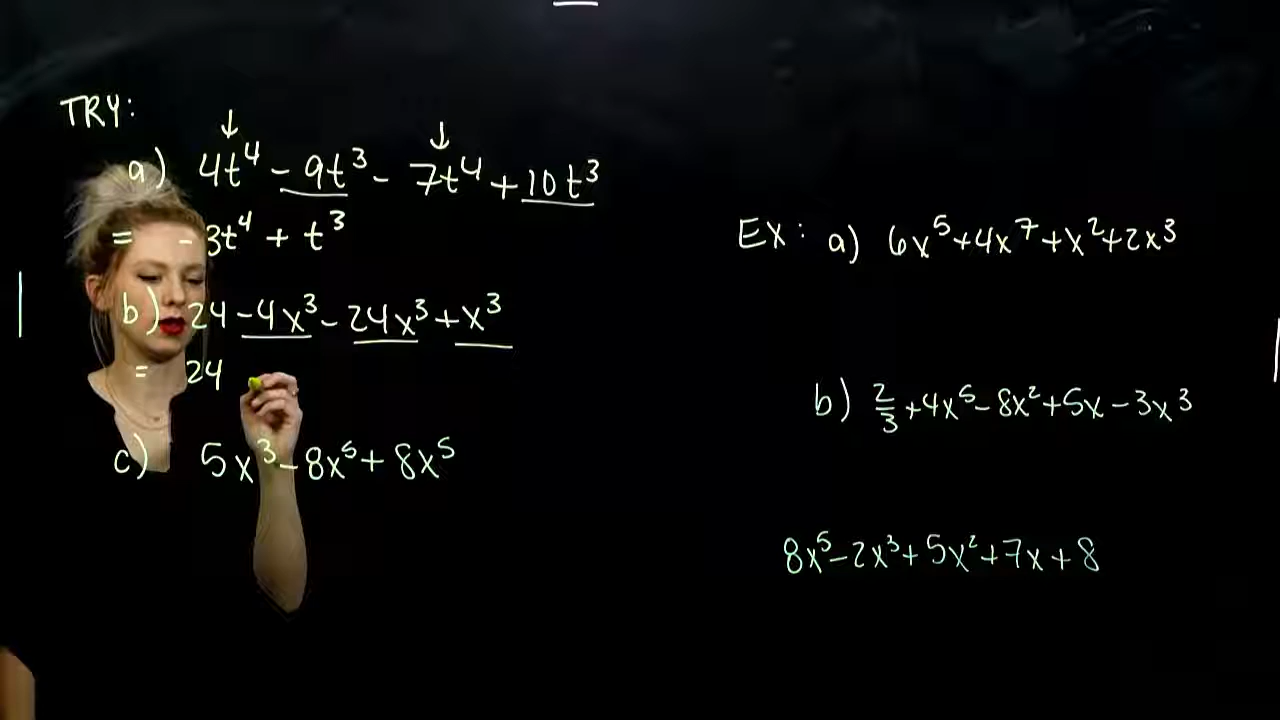 TRY:
a) 4t⁴ - 9t³ - 7t⁴ + 10t³
= -3t⁴ + t³
b) 24 - 4x³ - 24x³ + x³
= 24
c) 5x³ - 8x⁵ + 8x⁵
EX: a) 6x⁵ + 4x⁷ + x² + 2x³
b) 2/3 + 4x⁵ - 8x² + 5x - 3x³
8x⁵ - 2x³ + 5x² + 7x + 8